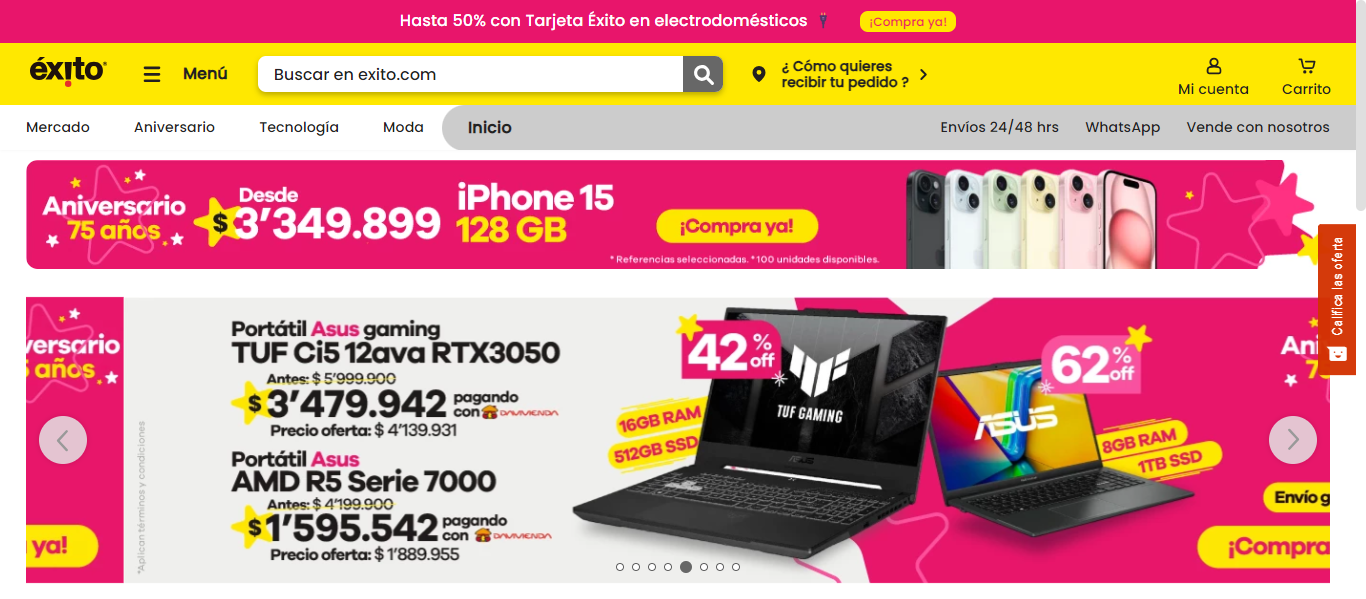 Hasta 50% con Tarjeta Éxito en electrodomésticos ¡Compra ya!
éxito
Menú
Buscar en exito.com
¿ Cómo quieres
recibir tu pedido ?
Mi cuenta
Carrito
Mercado
Aniversario
Tecnología
Moda
Inicio
Envíos 24/48 hrs
WhatsApp
Vende con nosotros
Aniversario
75 años
Desde
$3’349.899
iPhone 15
128 GB
¡Compra ya!
* Referencias seleccionadas. *100 unidades disponibles.
Califica las oferta
versario
años
ya!
*Aplican términos y condiciones
Portátil Asus gaming
TUF Ci5 12ava RTX3050
Antes: $ 5’999.900
$3’479.942 pagando
con DAVIVIENDA
Precio oferta: $ 4’139.931
Portátil Asus
AMD R5 Serie 7000
Antes: $ 4’199.900
$1’595.542 pagando
con DAVIVIENDA
Precio oferta: $ 1’889.955
42%
off
TUF GAMING
ASUS
16GB RAM
512GB SSD
62%
off
ASUS
8GB RAM
1TB SSD
Ani
7
Envío g
¡Compra